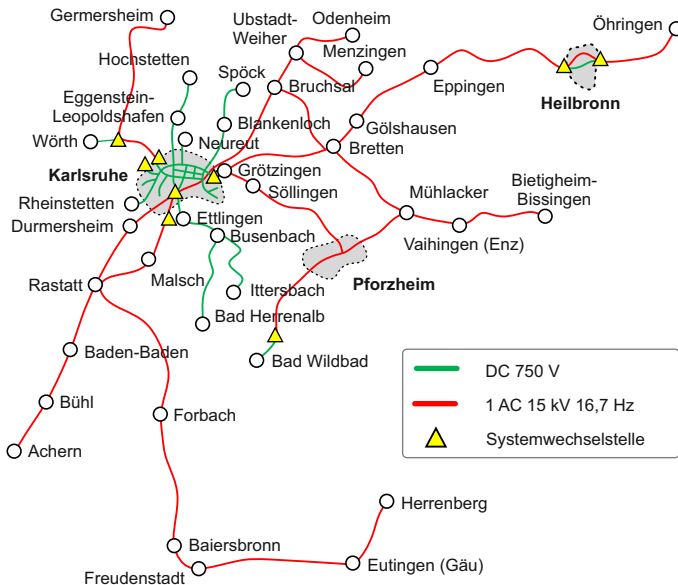 Germersheim
Ubstadt-
Weiher
Odenheim
Menzingen
Öhringen
Hochstetten
Spöck
Bruchsal
Eppingen
Heilbronn
Eggenstein-
Leopoldshafen
Blankenloch
Gölshausen
Wörth
Neureut
Bretten
Karlsruhe
Grötzingen
Söllingen
Mühlacker
Bietigheim-
Bissingen
Rheinstetten
Ettlingen
Durmersheim
Busenbach
Vaihingen (Enz)
Malsch
Pforzheim
Rastatt
Ittersbach
Bad Herrenalb
Baden-Baden
Bad Wildbad
DC 750 V
Bühl
Forbach
1 AC 15 kV 16,7 Hz
Systemwechselstelle
Achern
Herrenberg
Baiersbronn
Eutingen (Gäu)
Freudenstadt